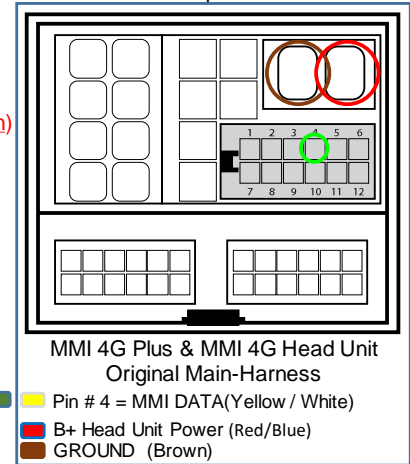 n)
1 2 3 4 5 6
7 8 9 10 11 12
MMI 4G Plus & MMI 4G Head Unit
Original Main-Harness
Pin # 4 = MMI DATA(Yellow / White)
B+ Head Unit Power (Red/Blue)
GROUND (Brown)